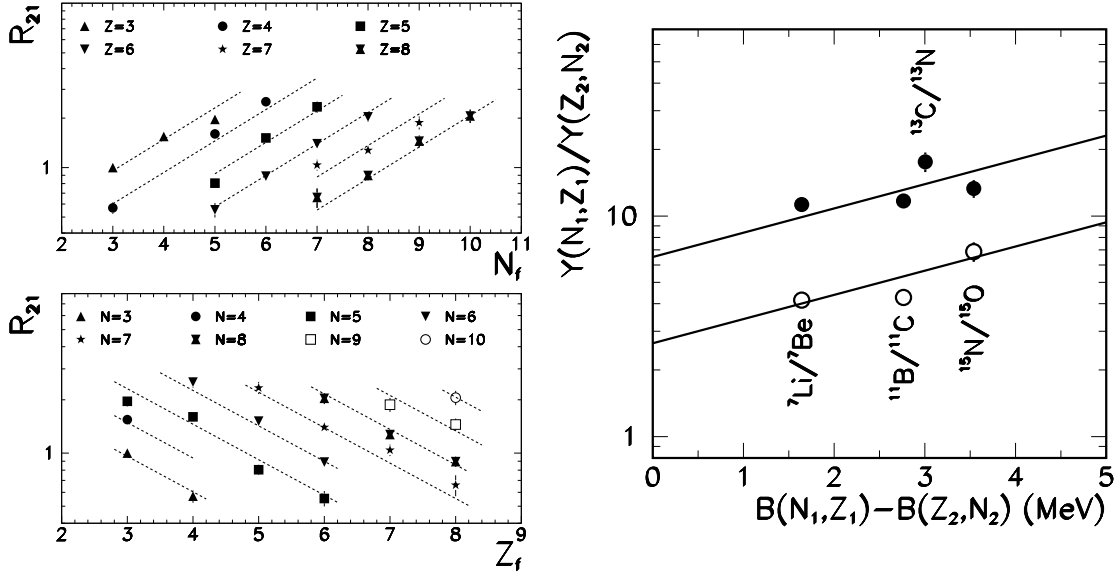 R₂₁
Z=3 Z=4 Z=5
Z=6 Z=7 Z=8
1
2 3 4 5 6 7 8 9 10 11
N_f
R₂₁
N=3 N=4 N=5 N=6
N=7 N=8 N=9 N=10
1
2 3 4 5 6 7 8 9
Z_f
Y(N₁,Z₁)/Y(Z₂,N₂)
10
1
¹³C/¹³N
⁷Li/⁷Be
¹¹B/¹¹C
¹⁵N/¹⁵O
0 1 2 3 4 5
B(N₁,Z₁)−B(Z₂,N₂) (MeV)